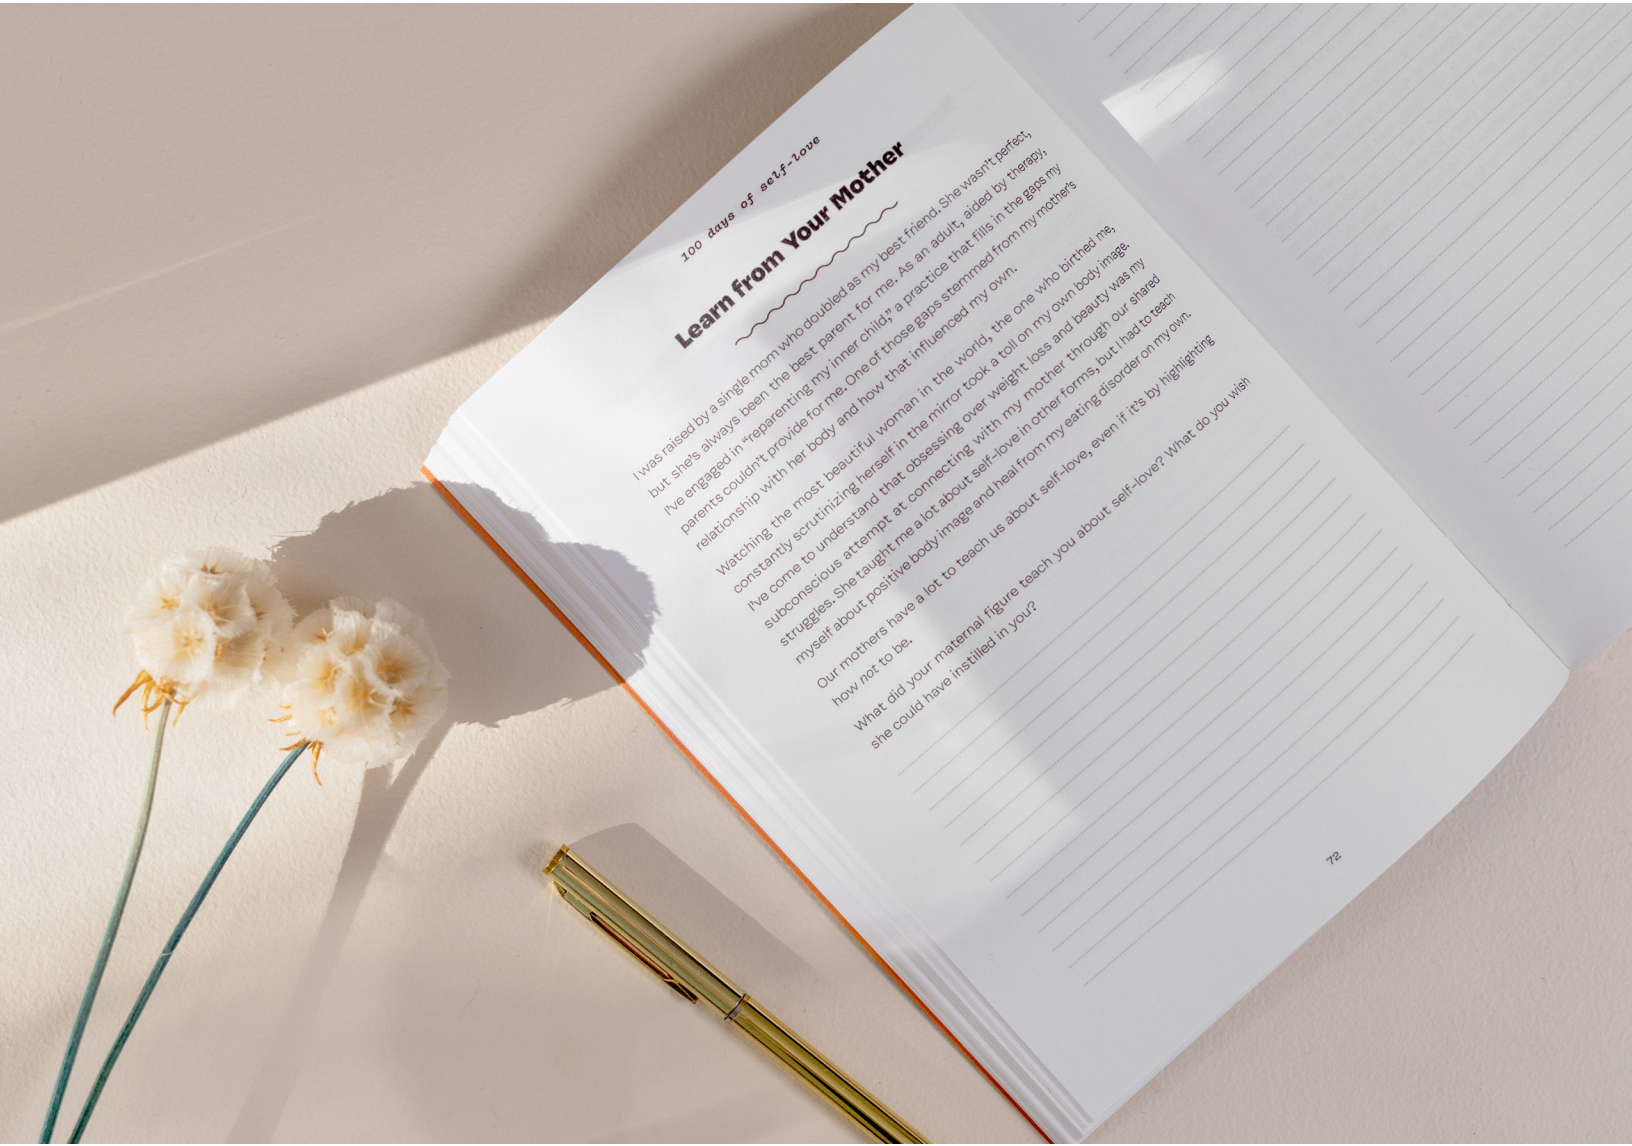 100 days of self-love
Learn from Your Mother
I was raised by a single mom who doubled as my best friend. She wasn't perfect,
but she's always been the best parent for me. As an adult, aided by therapy,
I've engaged in “reparenting my inner child,” a practice that fills in the gaps my
parents couldn't provide for me. One of those gaps stemmed from my mother's
relationship with her body and how that influenced my own.
Watching the most beautiful woman in the world, the one who birthed me,
constantly scrutinizing herself in the mirror took a toll on my own body image.
I've come to understand that obsessing over weight loss and beauty was my
subconscious attempt at connecting with my mother through our shared
struggles. She taught me a lot about self-love in other forms, but I had to teach
myself about positive body image and heal from my eating disorder on my own.
Our mothers have a lot to teach us about self-love, even if it's by highlighting
how not to be.
What did your maternal figure teach you about self-love? What do you wish
she could have instilled in you?
72